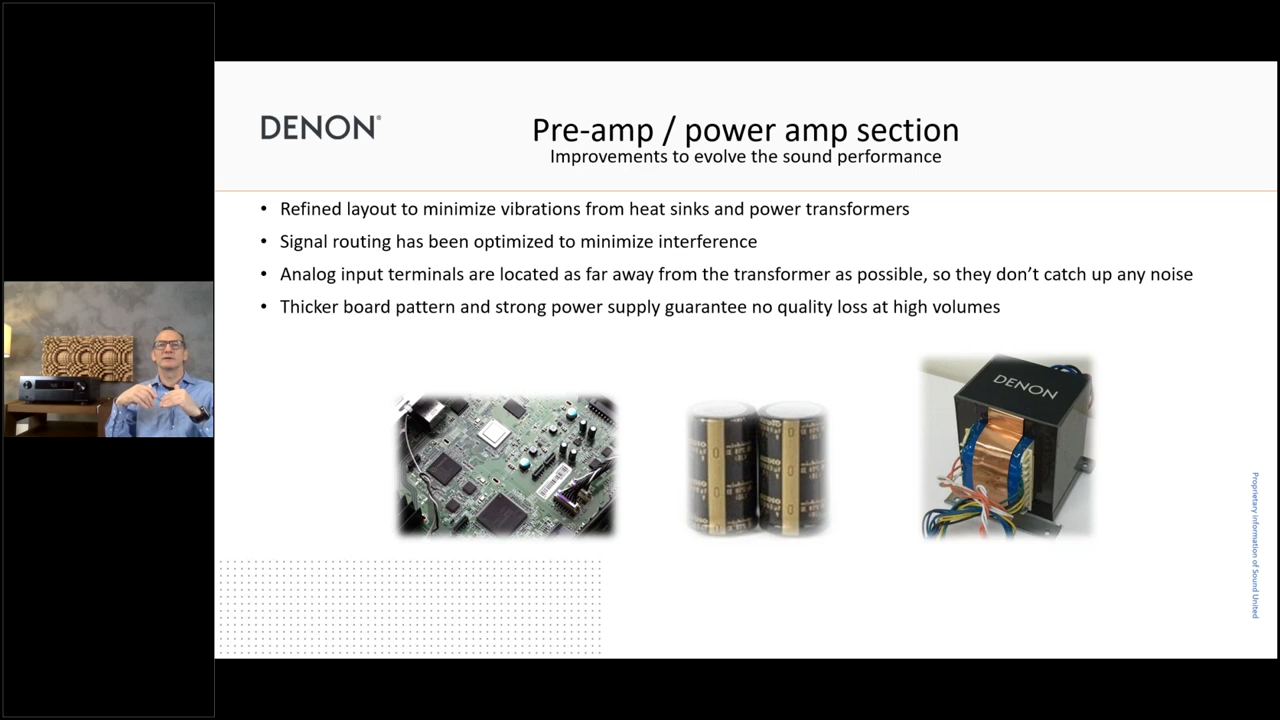 DENON®
Pre-amp / power amp section
Improvements to evolve the sound performance
• Refined layout to minimize vibrations from heat sinks and power transformers
• Signal routing has been optimized to minimize interference
• Analog input terminals are located as far away from the transformer as possible, so they don’t catch up any noise
• Thicker board pattern and strong power supply guarantee no quality loss at high volumes
DENON
Proprietary information of Sound United